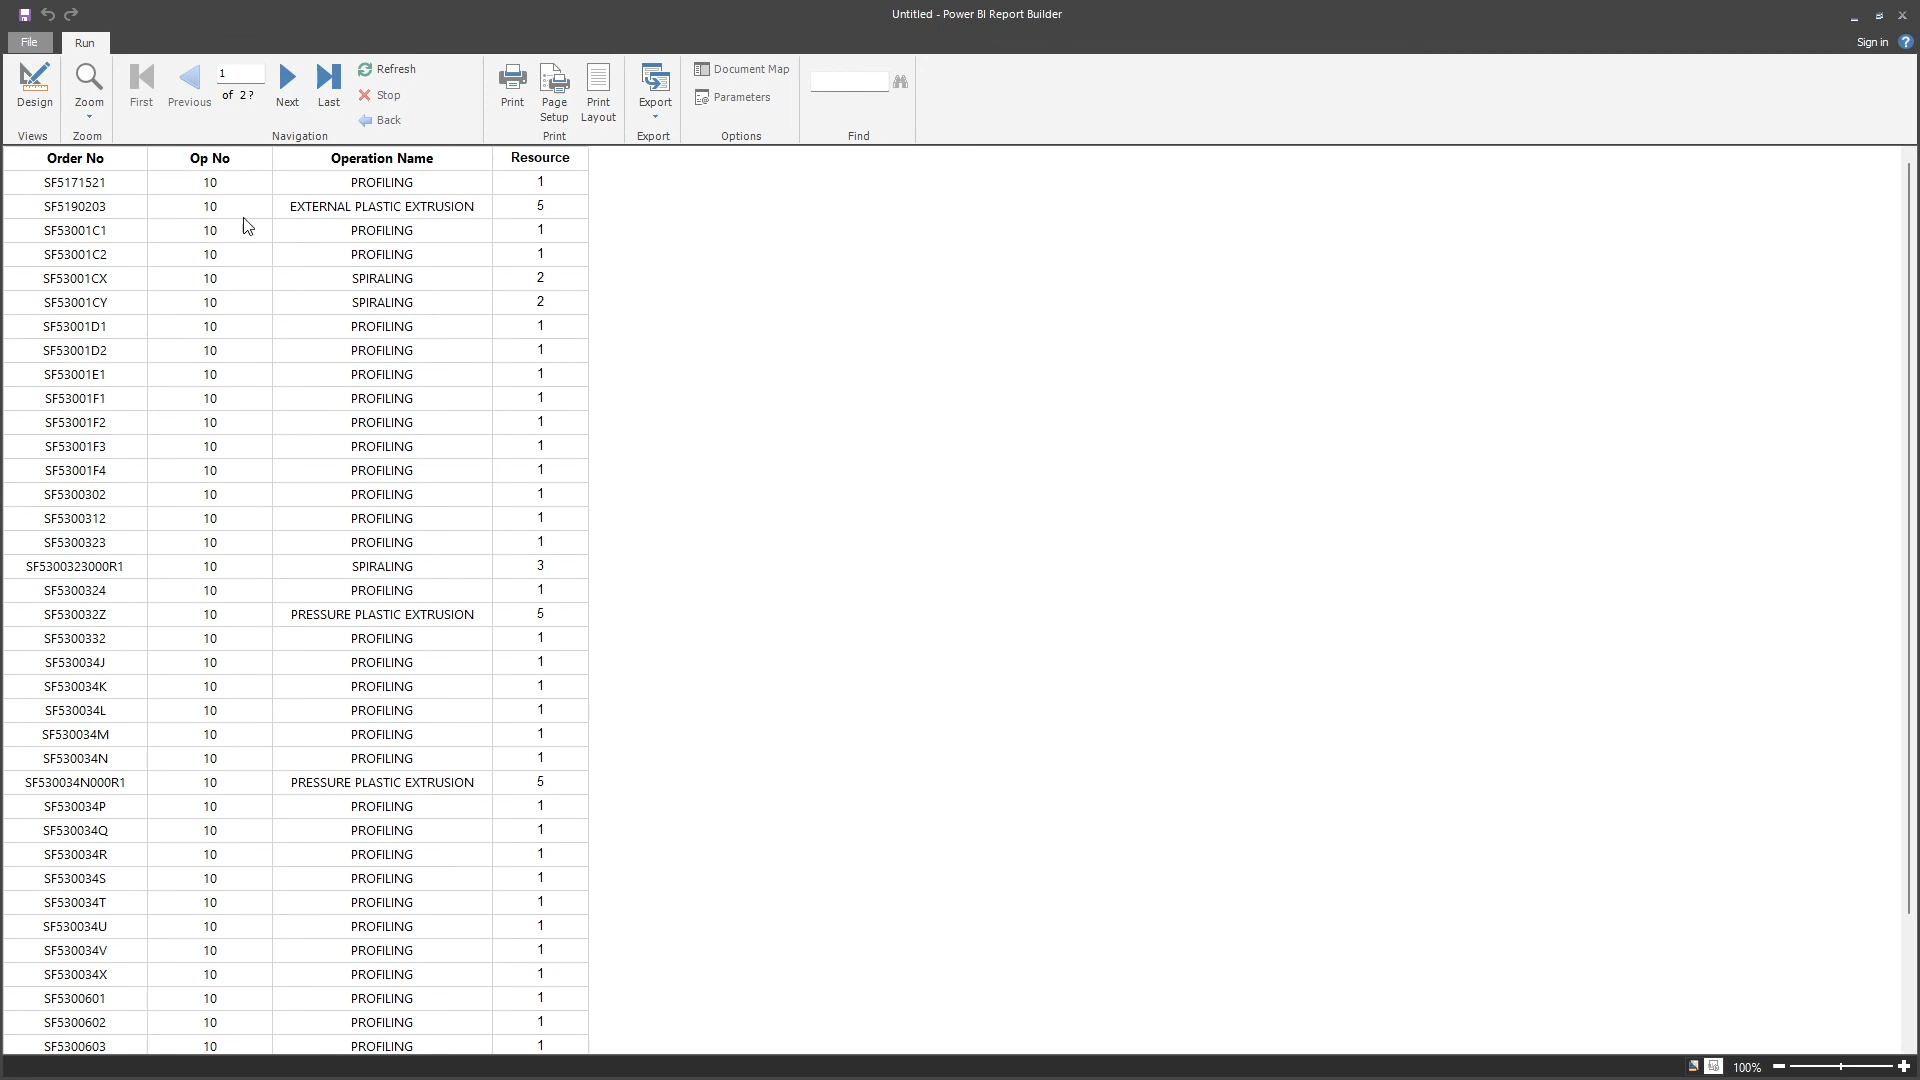 Untitled - Power BI Report Builder
File Run Sign in ?
Design Zoom First Previous 1 of 2 ? Next Last Refresh Stop Back Print Page Setup Print Layout Export Document Map Parameters
Views Zoom Navigation Print Export Options Find
Order No Op No Operation Name Resource
SF5171521 10 PROFILING 1
SF5190203 10 EXTERNAL PLASTIC EXTRUSION 5
SF53001C1 10 PROFILING 1
SF53001C2 10 PROFILING 1
SF53001CX 10 SPIRALING 2
SF53001CY 10 SPIRALING 2
SF53001D1 10 PROFILING 1
SF53001D2 10 PROFILING 1
SF53001E1 10 PROFILING 1
SF53001F1 10 PROFILING 1
SF53001F2 10 PROFILING 1
SF53001F3 10 PROFILING 1
SF53001F4 10 PROFILING 1
SF5300302 10 PROFILING 1
SF5300312 10 PROFILING 1
SF5300323 10 PROFILING 1
SF5300323000R1 10 SPIRALING 3
SF5300324 10 PROFILING 1
SF530032Z 10 PRESSURE PLASTIC EXTRUSION 5
SF5300332 10 PROFILING 1
SF530034J 10 PROFILING 1
SF530034K 10 PROFILING 1
SF530034L 10 PROFILING 1
SF530034M 10 PROFILING 1
SF530034N 10 PROFILING 1
SF530034N000R1 10 PRESSURE PLASTIC EXTRUSION 5
SF530034P 10 PROFILING 1
SF530034Q 10 PROFILING 1
SF530034R 10 PROFILING 1
SF530034S 10 PROFILING 1
SF530034T 10 PROFILING 1
SF530034U 10 PROFILING 1
SF530034V 10 PROFILING 1
SF530034X 10 PROFILING 1
SF5300601 10 PROFILING 1
SF5300602 10 PROFILING 1
SF5300603 10 PROFILING 1
100%